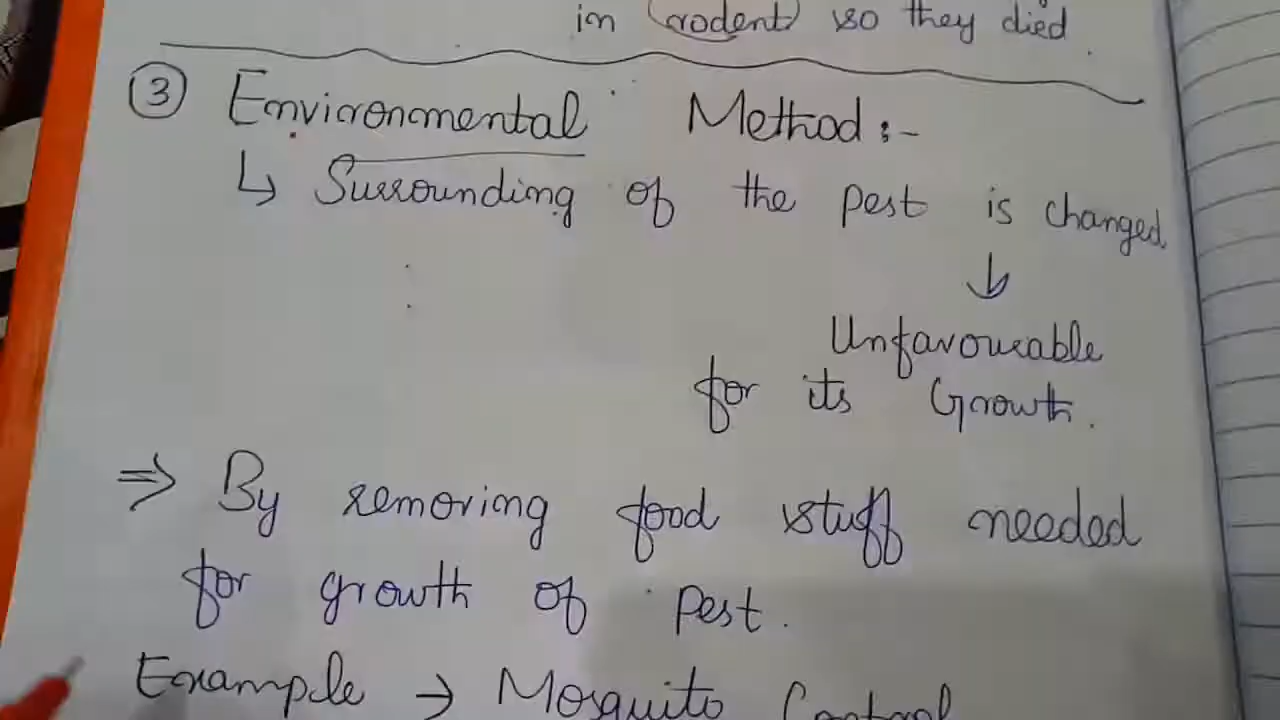 in rodent so they died.
③ Environmental Method :-
↳ Surrounding of the pest is changed
↓
Unfavourable
for its Growth.
⇒ By removing food stuff needed
for growth of Pest.
Example → Mosquito Control